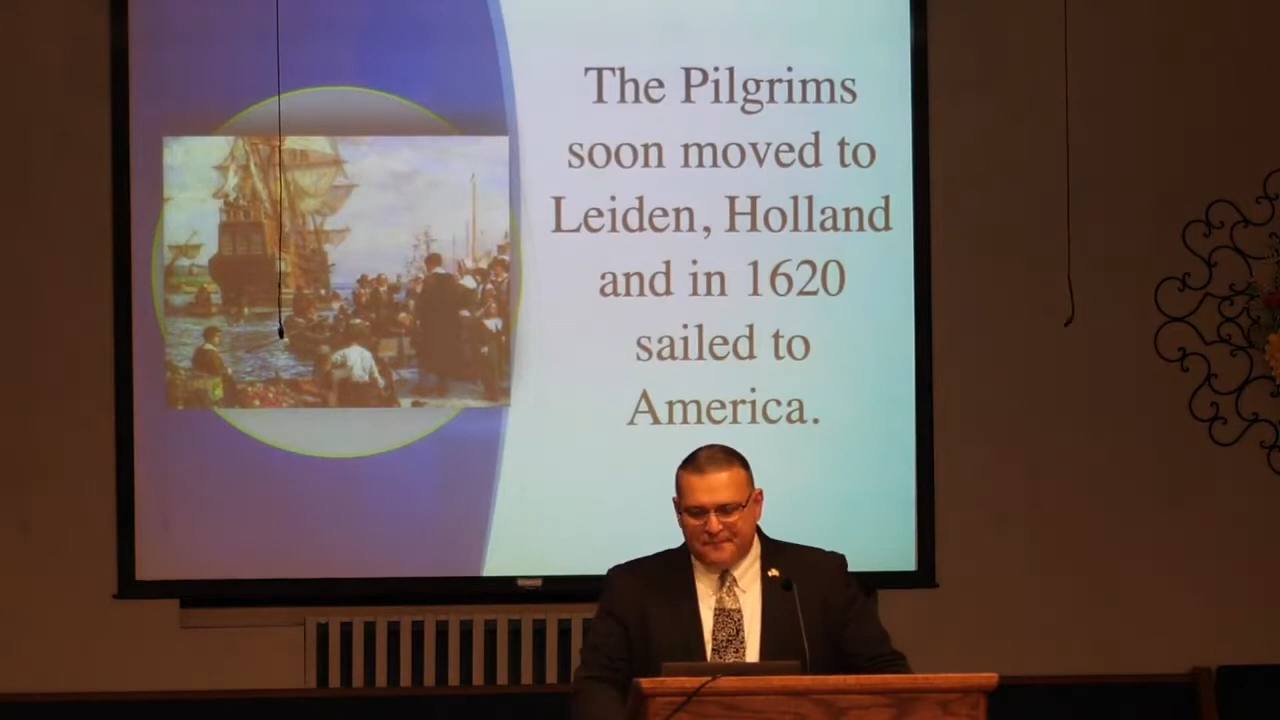 The Pilgrims
soon moved to
Leiden, Holland
and in 1620
sailed to
America.